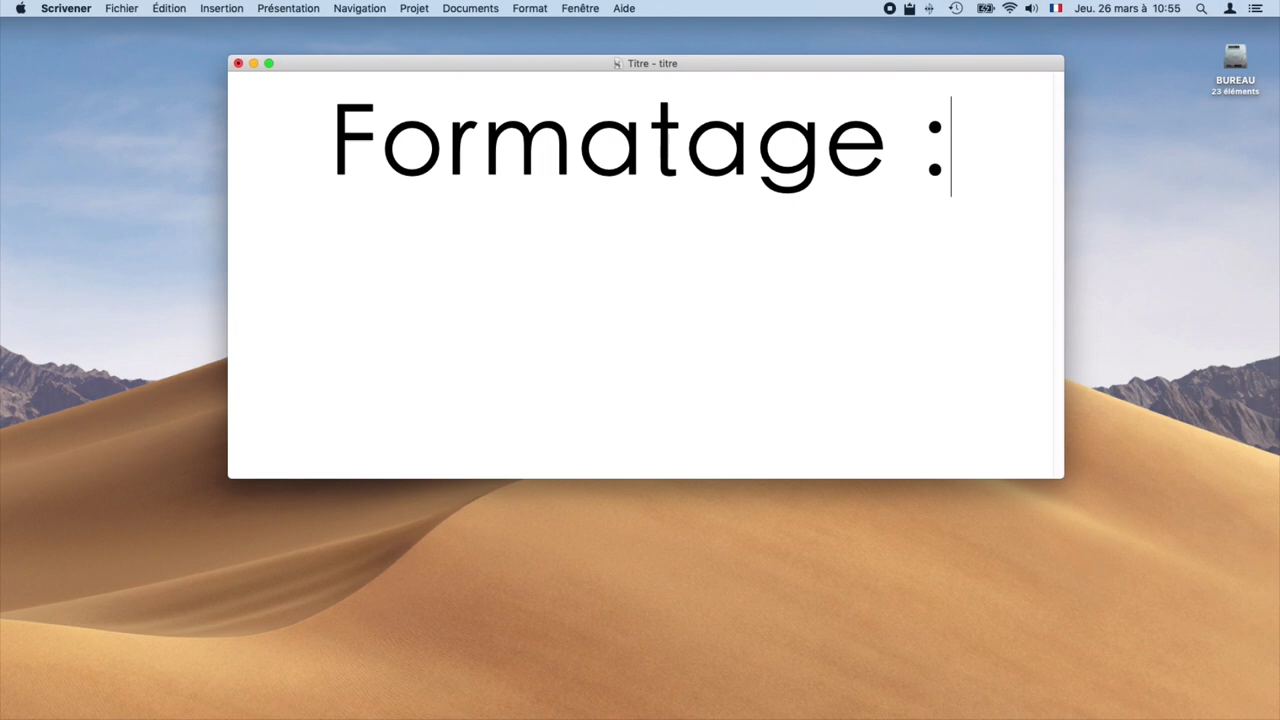 Scrivener Fichier Édition Insertion Présentation Navigation Projet Documents Format Fenêtre Aide Jeu. 26 mars à 10:55
Titre - titre
BUREAU
23 éléments
Formatage :